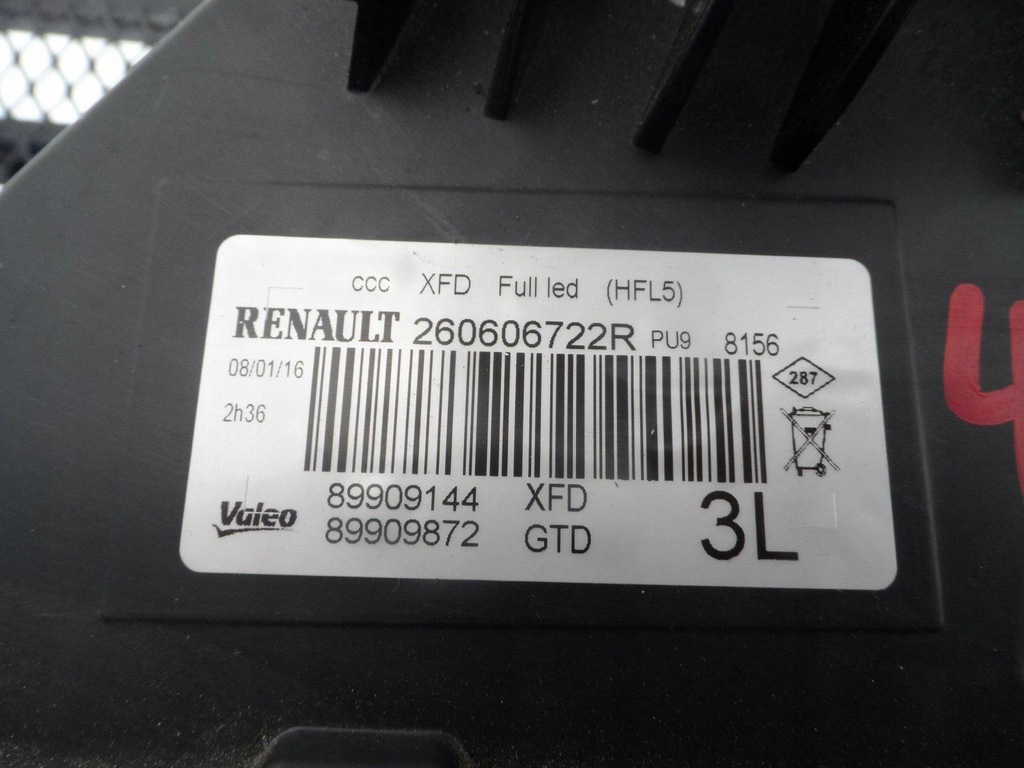 ccc XFD Full led (HFL5)
RENAULT 260606722R PU9 8156
08/01/16
287
2h36
89909144 XFD
Valeo
89909872 GTD
3L
4